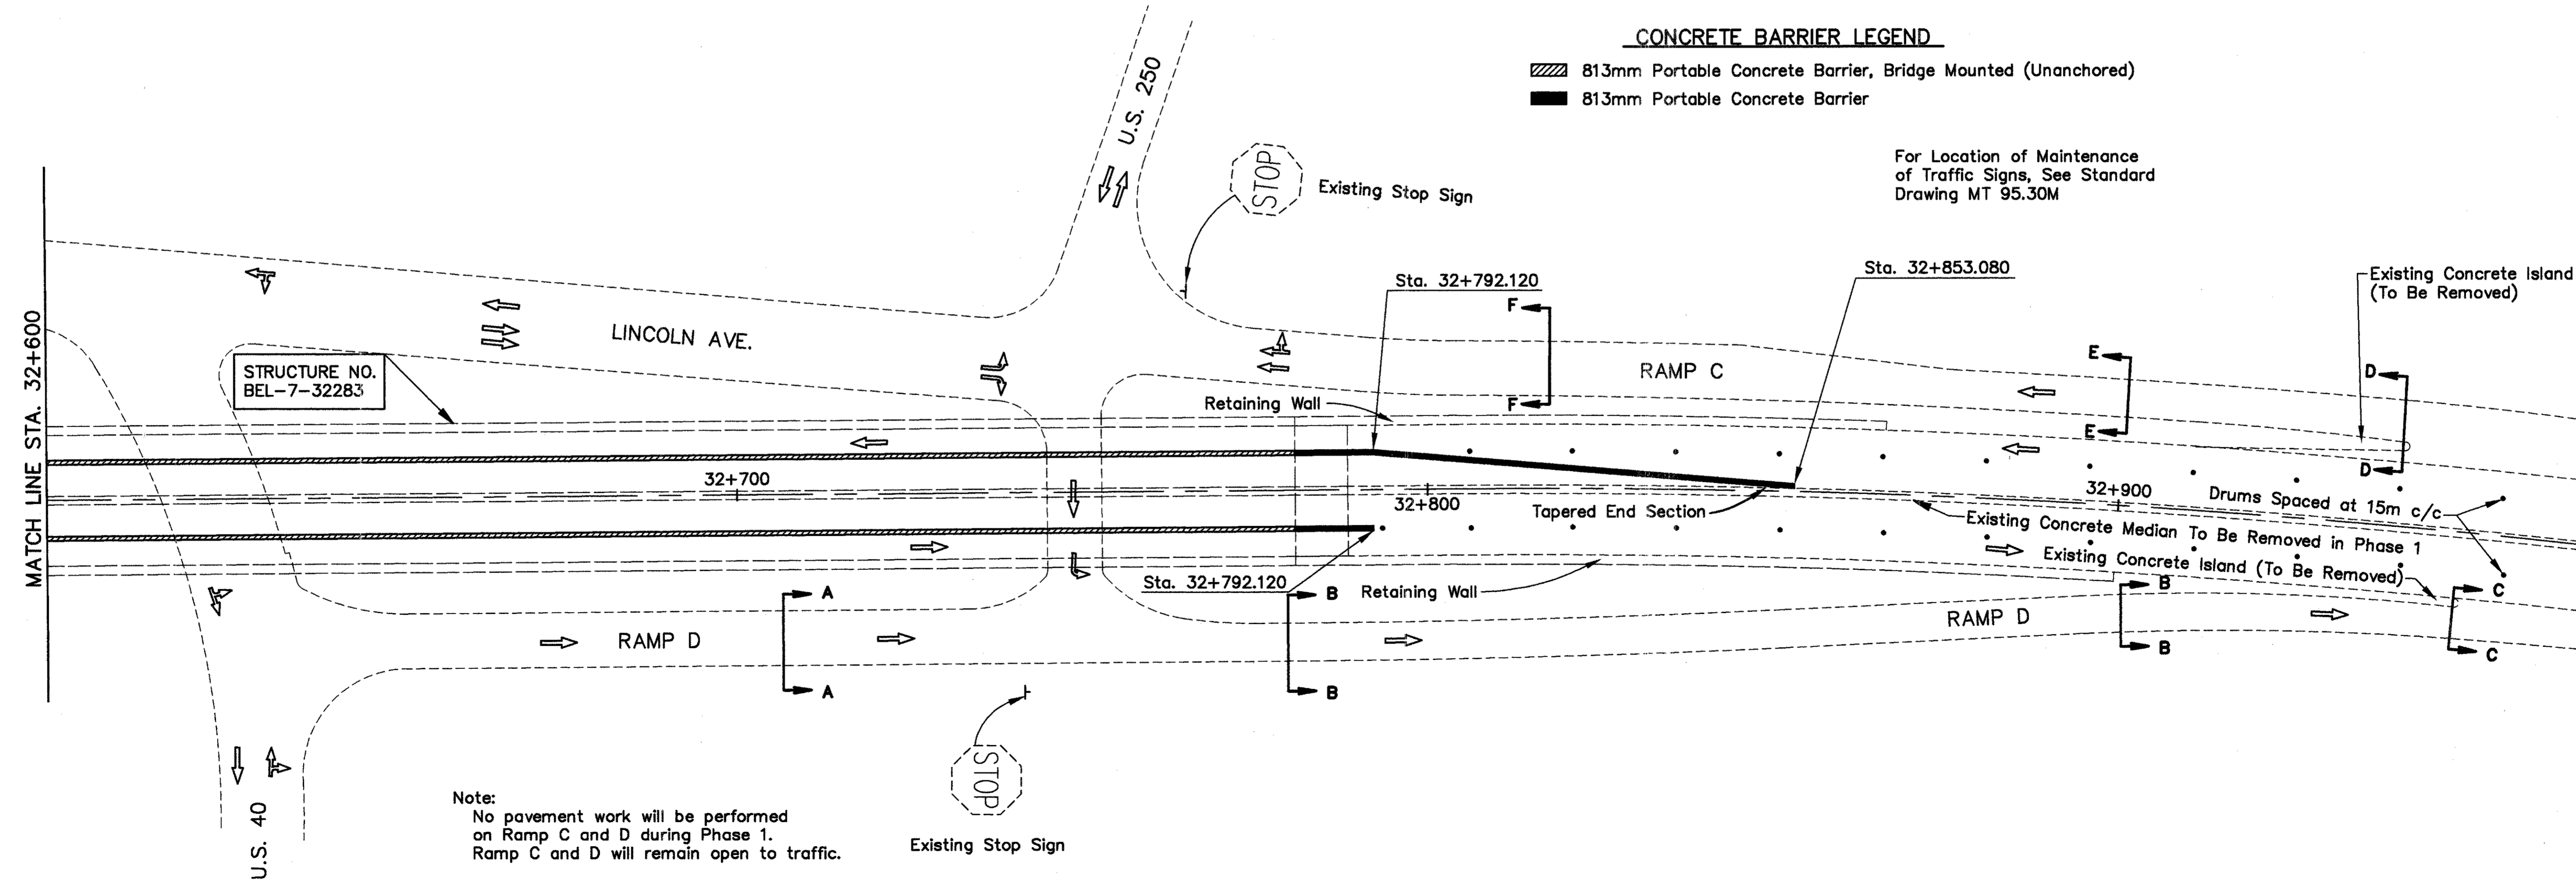 CONCRETE BARRIER LEGEND
813mm Portable Concrete Barrier, Bridge Mounted (Unanchored)
813mm Portable Concrete Barrier
For Location of Maintenance
of Traffic Signs, See Standard
Drawing MT 95.30M
U.S. 250
STOP
Existing Stop Sign
Sta. 32+792.120
Sta. 32+853.080
Existing Concrete Island
(To Be Removed)
MATCH LINE STA. 32+600
LINCOLN AVE.
STRUCTURE NO.
BEL-7-32283
Retaining Wall
F
F
RAMP C
E
E
D
D
32+700
32+800
32+900
Tapered End Section
Drums Spaced at 15m c/c
Existing Concrete Median To Be Removed in Phase 1
Existing Concrete Island (To Be Removed)
Sta. 32+792.120
Retaining Wall
A
A
B
B
B
B
C
C
RAMP D
RAMP D
STOP
Existing Stop Sign
U.S. 40
Note:
No pavement work will be performed
on Ramp C and D during Phase 1.
Ramp C and D will remain open to traffic.